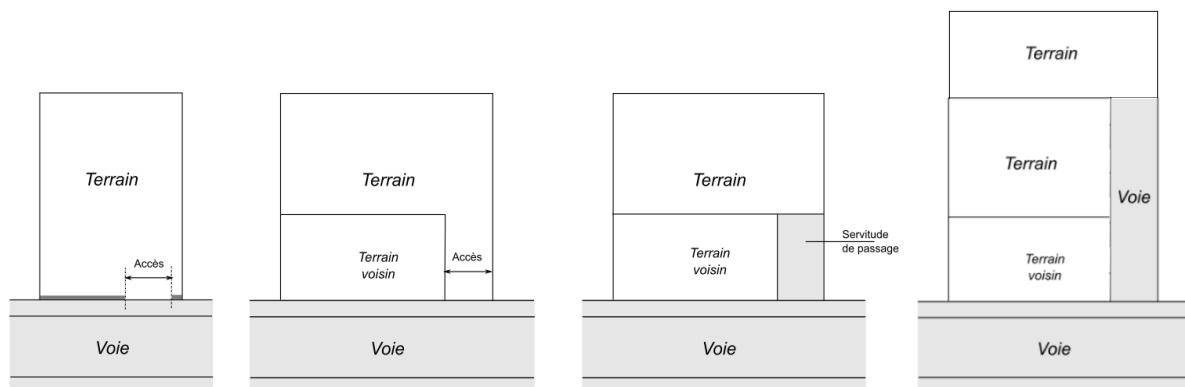 Terrain
Accès
Voie
Terrain
Terrain
voisin
Accès
Voie
Terrain
Terrain
voisin
Servitude
de passage
Voie
Terrain
Terrain
Voie
Terrain
voisin
Voie